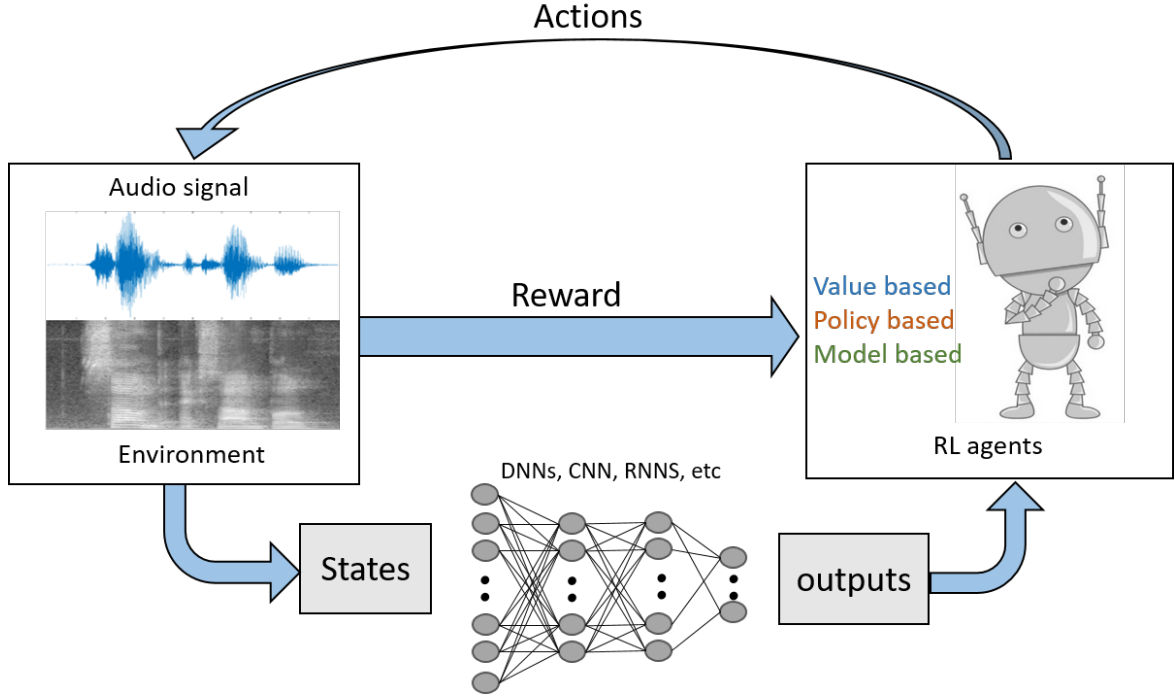 Actions
Audio signal
Environment
Reward
Value based
Policy based
Model based
RL agents
DNNs, CNN, RNNS, etc
States
outputs